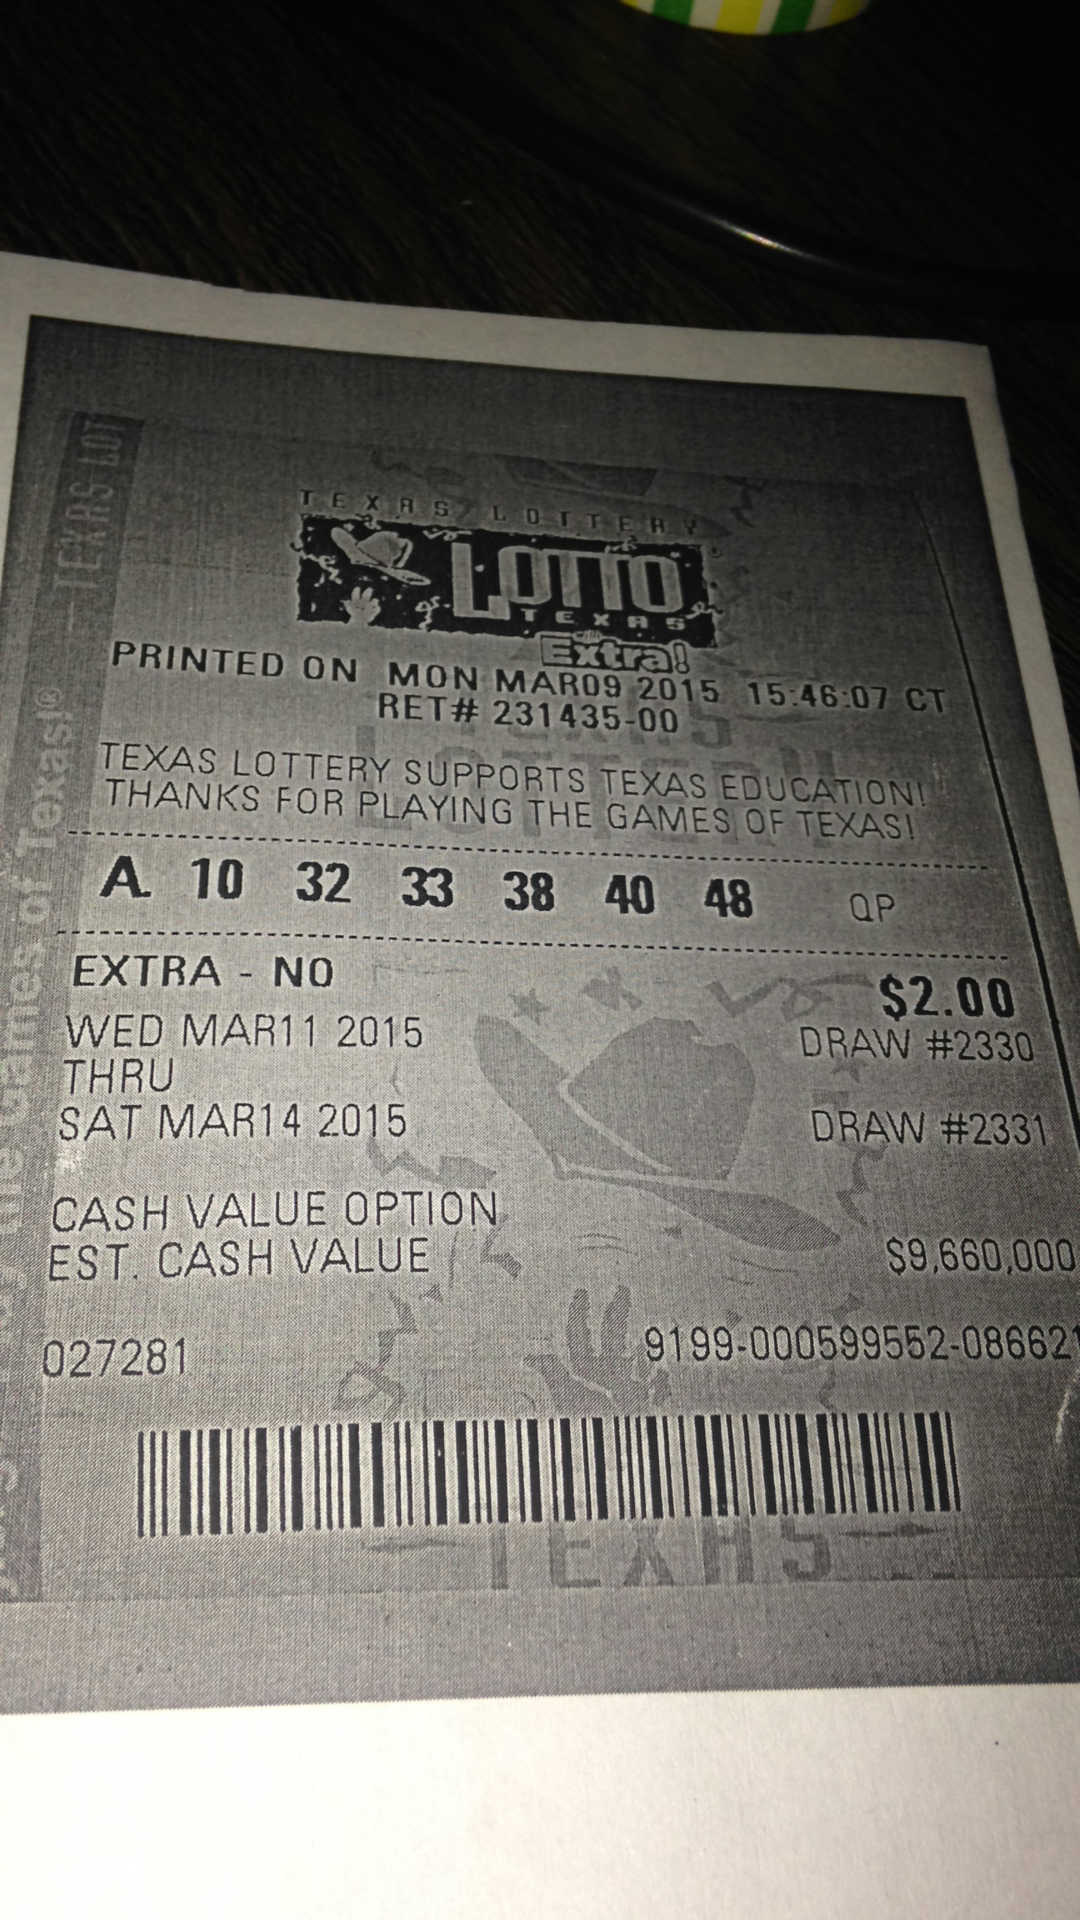 TEXAS LOT
TEXAS LOTTERY
LOTTO
TEXAS
with
Extra!
PRINTED ON MON MAR09 2015 15:46:07 CT
RET# 231435-00
TEXAS LOTTERY SUPPORTS TEXAS EDUCATION!
THANKS FOR PLAYING THE GAMES OF TEXAS!
A. 10 32 33 38 40 48 QP
EXTRA - NO $2.00
WED MAR11 2015 DRAW #2330
THRU
SAT MAR14 2015 DRAW #2331
CASH VALUE OPTION
EST. CASH VALUE $9,660,000
027281 9199-000599552-086621
TEXAS
the Games of Texas!®